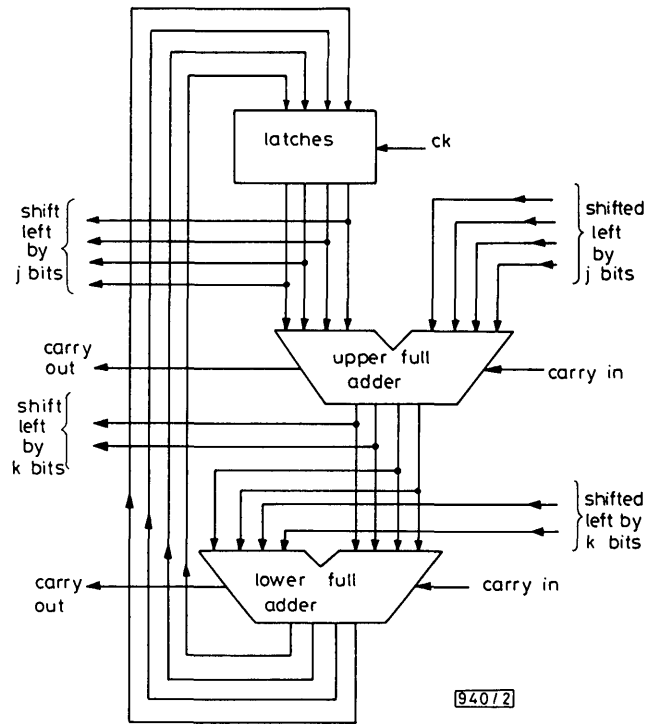 latches
ck
shift
left
by
j bits
shifted
left
by
j bits
carry
out
upper full
adder
carry in
shift
left
by
k bits
shifted
left by
k bits
carry
out
lower full
adder
carry in
940/2